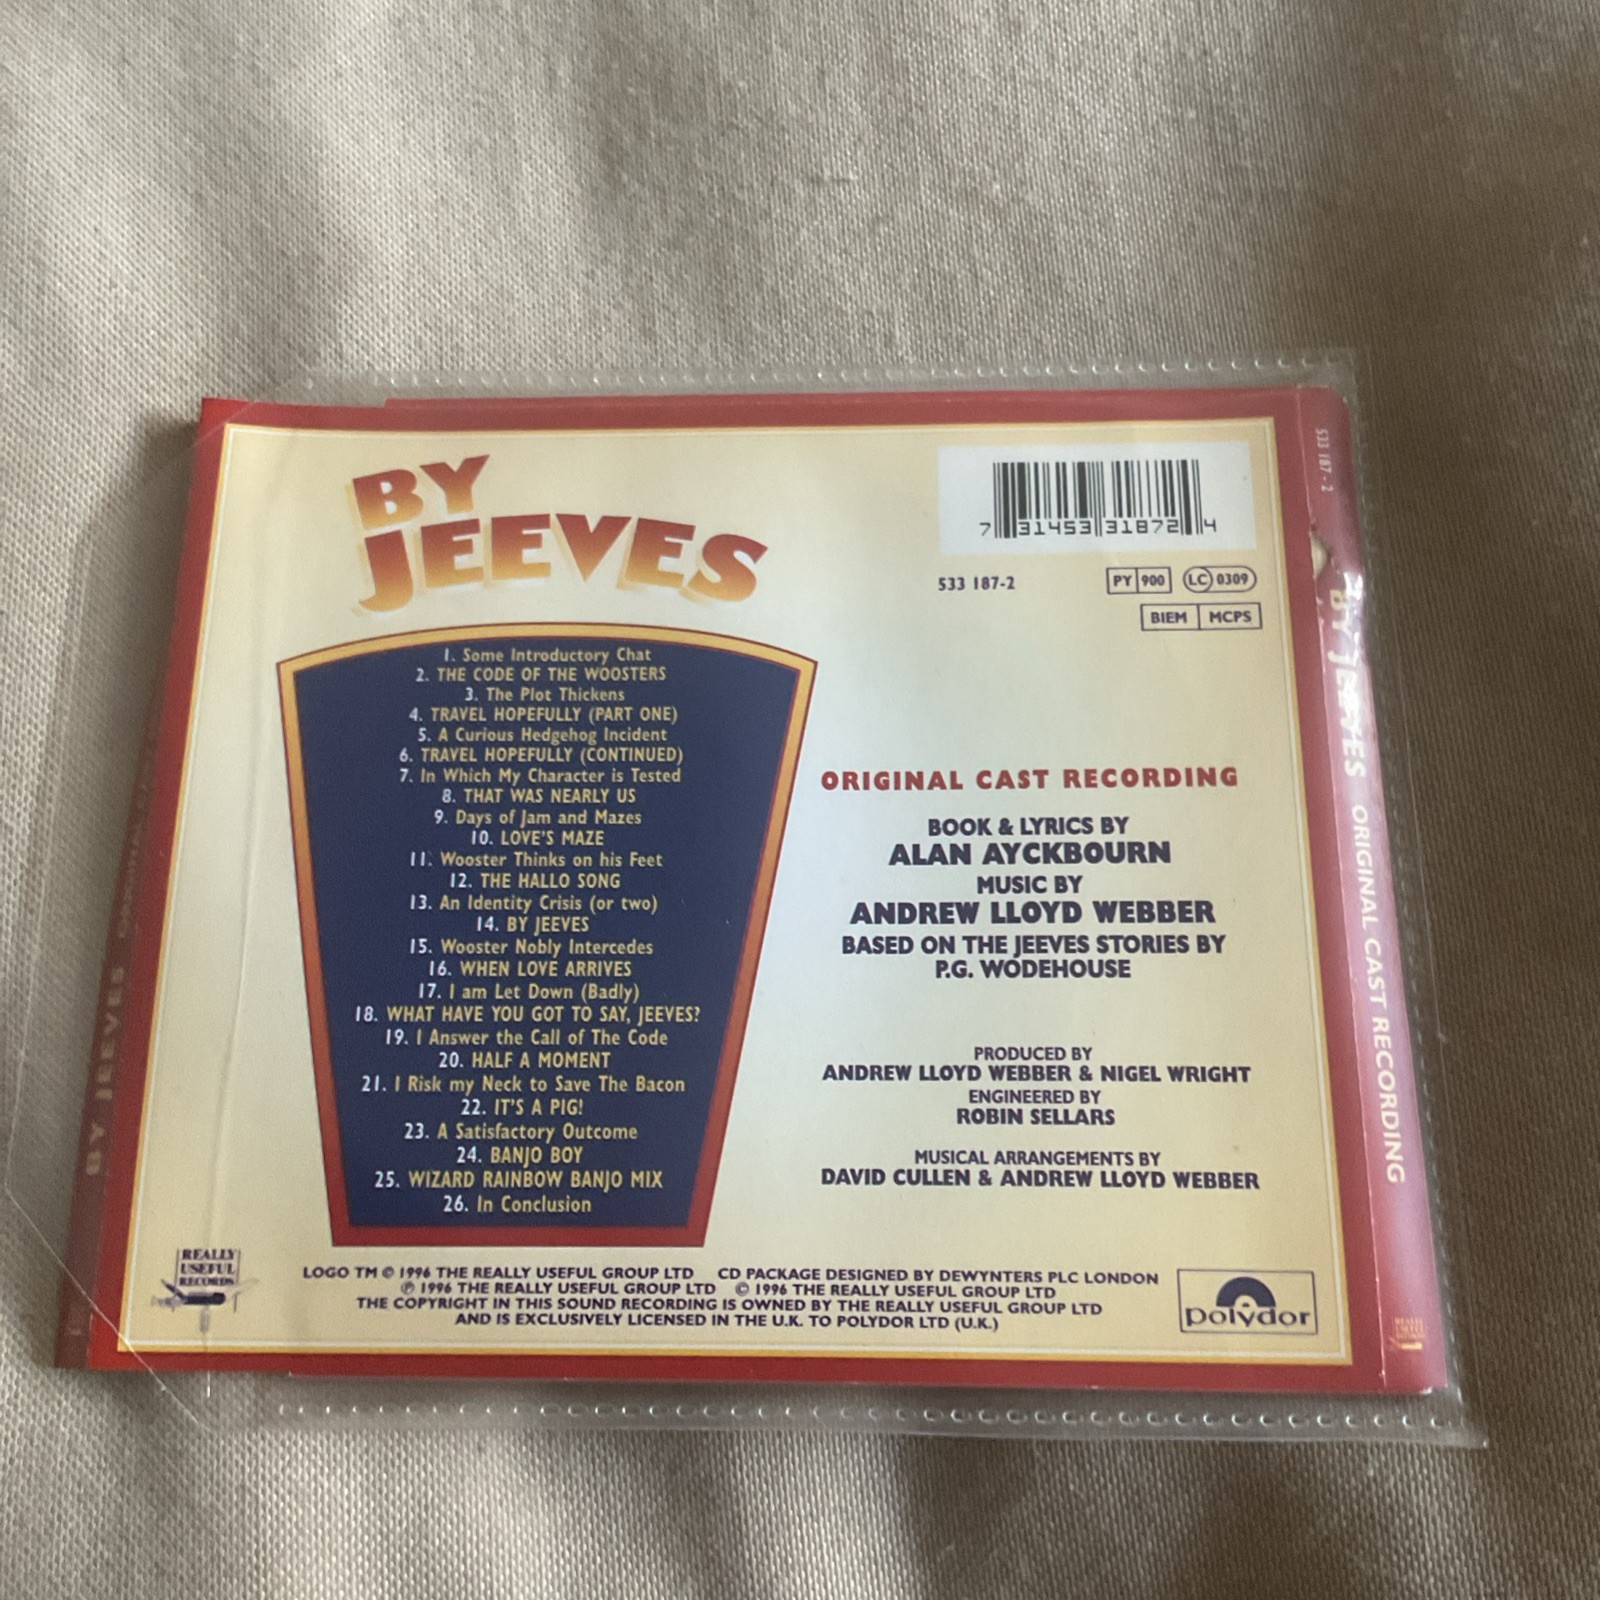 BY
JEEVES
7 31453 31872 4
533 187-2
PY 900
LC 0309
BIEM MCPS
1. Some Introductory Chat
2. THE CODE OF THE WOOSTERS
3. The Plot Thickens
4. TRAVEL HOPEFULLY (PART ONE)
5. A Curious Hedgehog Incident
6. TRAVEL HOPEFULLY (CONTINUED)
7. In Which My Character is Tested
8. THAT WAS NEARLY US
9. Days of Jam and Mazes
10. LOVE'S MAZE
11. Wooster Thinks on his Feet
12. THE HALLO SONG
13. An Identity Crisis (or two)
14. BY JEEVES
15. Wooster Nobly Intercedes
16. WHEN LOVE ARRIVES
17. I am Let Down (Badly)
18. WHAT HAVE YOU GOT TO SAY, JEEVES?
19. I Answer the Call of The Code
20. HALF A MOMENT
21. I Risk my Neck to Save The Bacon
22. IT'S A PIG!
23. A Satisfactory Outcome
24. BANJO BOY
25. WIZARD RAINBOW BANJO MIX
26. In Conclusion
ORIGINAL CAST RECORDING
BOOK & LYRICS BY
ALAN AYCKBOURN
MUSIC BY
ANDREW LLOYD WEBBER
BASED ON THE JEEVES STORIES BY
P.G. WODEHOUSE
PRODUCED BY
ANDREW LLOYD WEBBER & NIGEL WRIGHT
ENGINEERED BY
ROBIN SELLARS
MUSICAL ARRANGEMENTS BY
DAVID CULLEN & ANDREW LLOYD WEBBER
REALLY
USEFUL
RECORDS
LOGO TM © 1996 THE REALLY USEFUL GROUP LTD CD PACKAGE DESIGNED BY DEWYNTERS PLC LONDON
℗ 1996 THE REALLY USEFUL GROUP LTD © 1996 THE REALLY USEFUL GROUP LTD
THE COPYRIGHT IN THIS SOUND RECORDING IS OWNED BY THE REALLY USEFUL GROUP LTD
AND IS EXCLUSIVELY LICENSED IN THE U.K. TO POLYDOR LTD (U.K.)
polydor
533 187-2
BY JEEVES ORIGINAL CAST RECORDING
REALLY
USEFUL
BY JEEVES